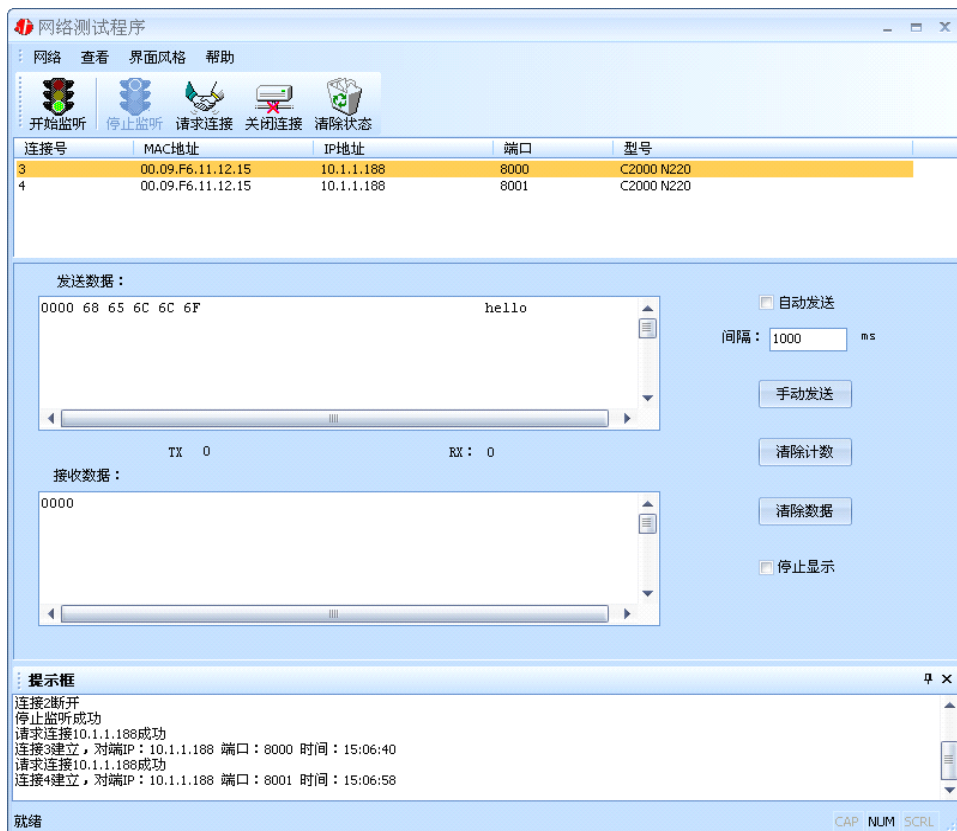 网络测试程序
网络 查看 界面风格 帮助
开始监听 停止监听 请求连接 关闭连接 清除状态
连接号 MAC地址 IP地址 端口 型号
3 00.09.F6.11.12.15 10.1.1.188 8000 C2000 N220
4 00.09.F6.11.12.15 10.1.1.188 8001 C2000 N220
发送数据：
0000 68 65 6C 6C 6F hello
自动发送
间隔： 1000 ms
手动发送
TX 0 RX： 0
清除计数
接收数据：
0000
清除数据
停止显示
提示框
连接2断开
停止监听成功
请求连接10.1.1.188成功
连接3建立，对端IP：10.1.1.188 端口：8000 时间：15:06:40
请求连接10.1.1.188成功
连接4建立，对端IP：10.1.1.188 端口：8001 时间：15:06:58
就绪 CAP NUM SCRL